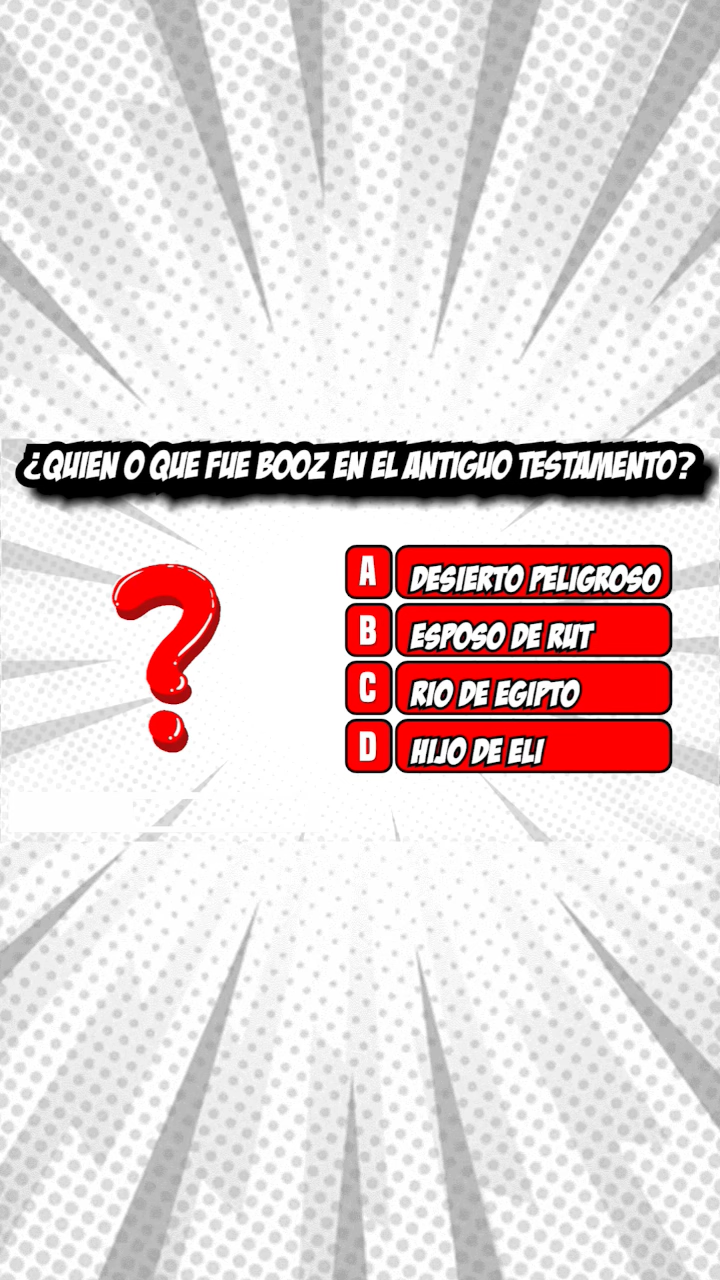 ¿QUIEN O QUE FUE BOOZ EN EL ANTIGUO TESTAMENTO?
A DESIERTO PELIGROSO
B ESPOSO DE RUT
C RIO DE EGIPTO
D HIJO DE ELI